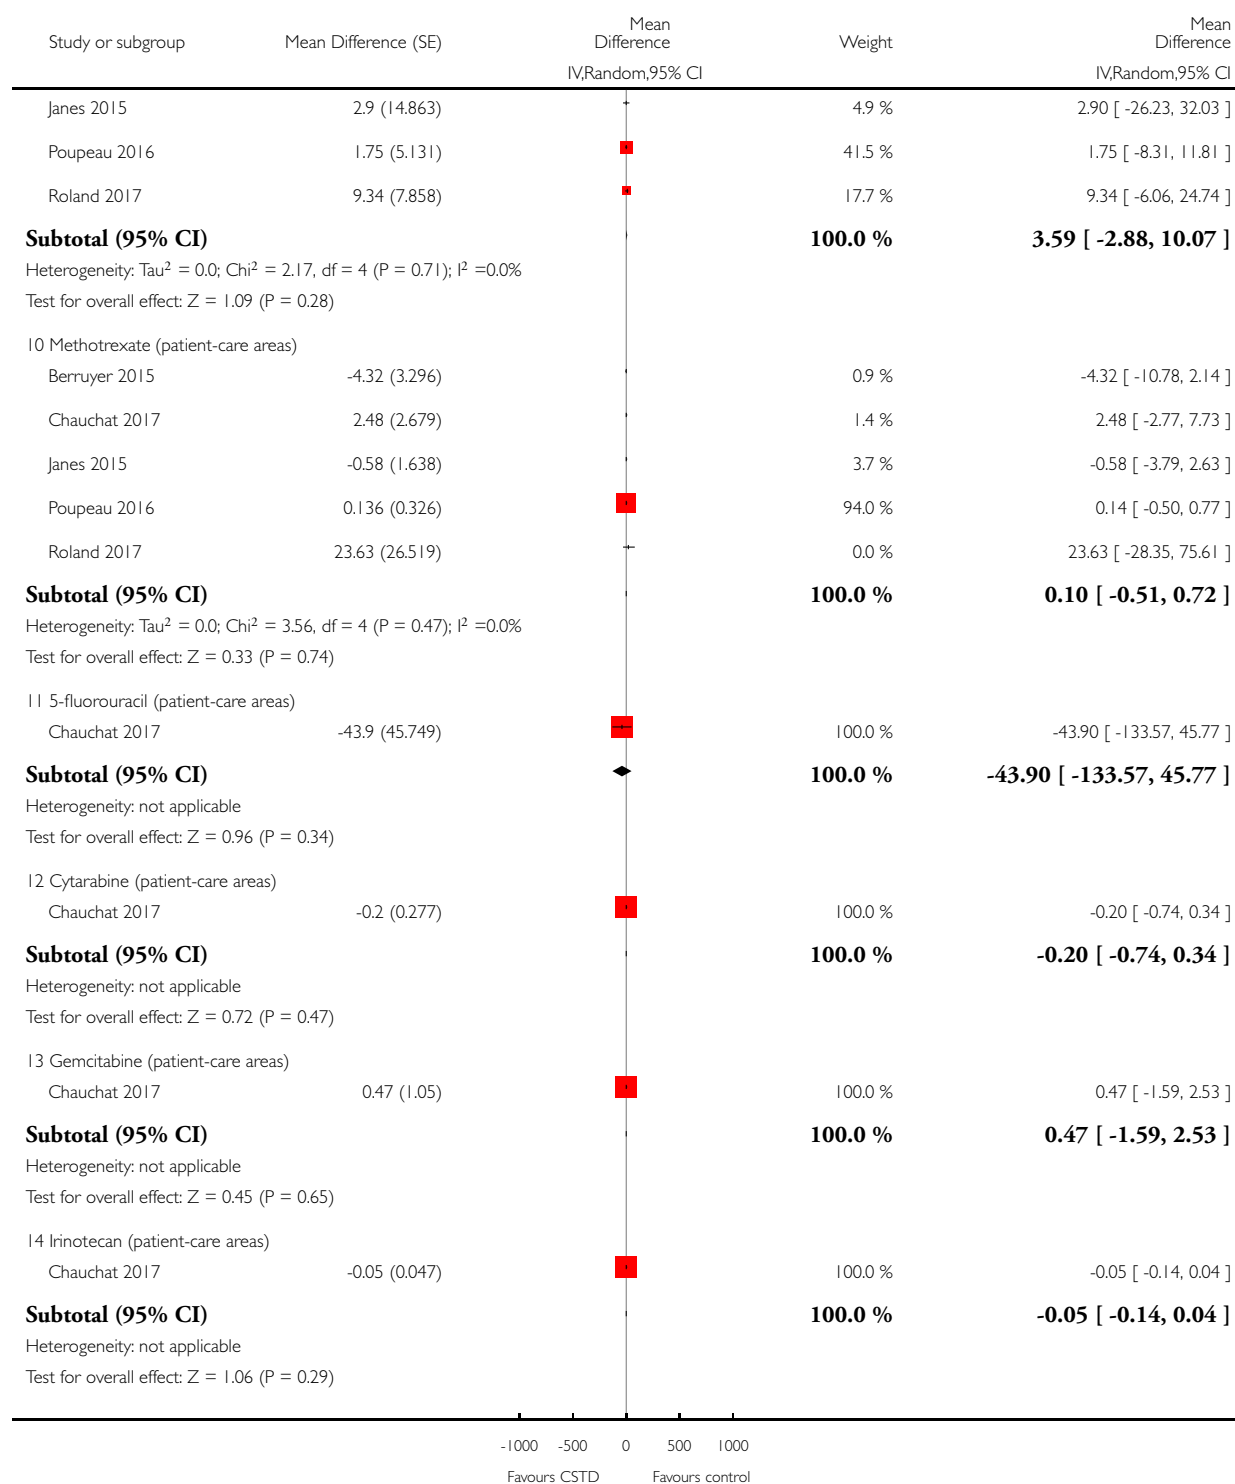 Study or subgroup Mean Difference (SE) Mean Difference Weight Mean Difference
IV,Random,95% CI IV,Random,95% CI
Janes 2015 2.9 (14.863) 4.9 % 2.90 [ -26.23, 32.03 ]
Poupeau 2016 1.75 (5.131) 41.5 % 1.75 [ -8.31, 11.81 ]
Roland 2017 9.34 (7.858) 17.7 % 9.34 [ -6.06, 24.74 ]
Subtotal (95% CI) 100.0 % 3.59 [ -2.88, 10.07 ]
Heterogeneity: Tau² = 0.0; Chi² = 2.17, df = 4 (P = 0.71); I² =0.0%
Test for overall effect: Z = 1.09 (P = 0.28)
10 Methotrexate (patient-care areas)
Berruyer 2015 -4.32 (3.296) 0.9 % -4.32 [ -10.78, 2.14 ]
Chauchat 2017 2.48 (2.679) 1.4 % 2.48 [ -2.77, 7.73 ]
Janes 2015 -0.58 (1.638) 3.7 % -0.58 [ -3.79, 2.63 ]
Poupeau 2016 0.136 (0.326) 94.0 % 0.14 [ -0.50, 0.77 ]
Roland 2017 23.63 (26.519) 0.0 % 23.63 [ -28.35, 75.61 ]
Subtotal (95% CI) 100.0 % 0.10 [ -0.51, 0.72 ]
Heterogeneity: Tau² = 0.0; Chi² = 3.56, df = 4 (P = 0.47); I² =0.0%
Test for overall effect: Z = 0.33 (P = 0.74)
11 5-fluorouracil (patient-care areas)
Chauchat 2017 -43.9 (45.749) 100.0 % -43.90 [ -133.57, 45.77 ]
Subtotal (95% CI) 100.0 % -43.90 [ -133.57, 45.77 ]
Heterogeneity: not applicable
Test for overall effect: Z = 0.96 (P = 0.34)
12 Cytarabine (patient-care areas)
Chauchat 2017 -0.2 (0.277) 100.0 % -0.20 [ -0.74, 0.34 ]
Subtotal (95% CI) 100.0 % -0.20 [ -0.74, 0.34 ]
Heterogeneity: not applicable
Test for overall effect: Z = 0.72 (P = 0.47)
13 Gemcitabine (patient-care areas)
Chauchat 2017 0.47 (1.05) 100.0 % 0.47 [ -1.59, 2.53 ]
Subtotal (95% CI) 100.0 % 0.47 [ -1.59, 2.53 ]
Heterogeneity: not applicable
Test for overall effect: Z = 0.45 (P = 0.65)
14 Irinotecan (patient-care areas)
Chauchat 2017 -0.05 (0.047) 100.0 % -0.05 [ -0.14, 0.04 ]
Subtotal (95% CI) 100.0 % -0.05 [ -0.14, 0.04 ]
Heterogeneity: not applicable
Test for overall effect: Z = 1.06 (P = 0.29)
-1000 -500 0 500 1000
Favours CSTD Favours control